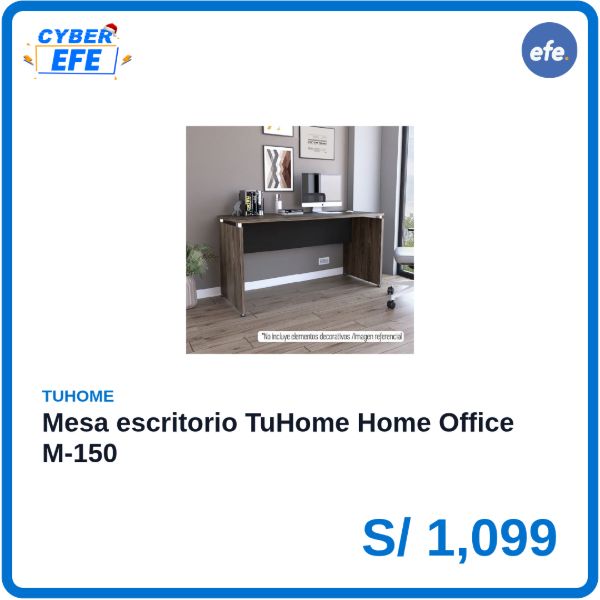 CYBER
EFE
efe.
*No incluye elementos decorativos /Imagen referencial
TUHOME
Mesa escritorio TuHome Home Office
M-150
S/ 1,099